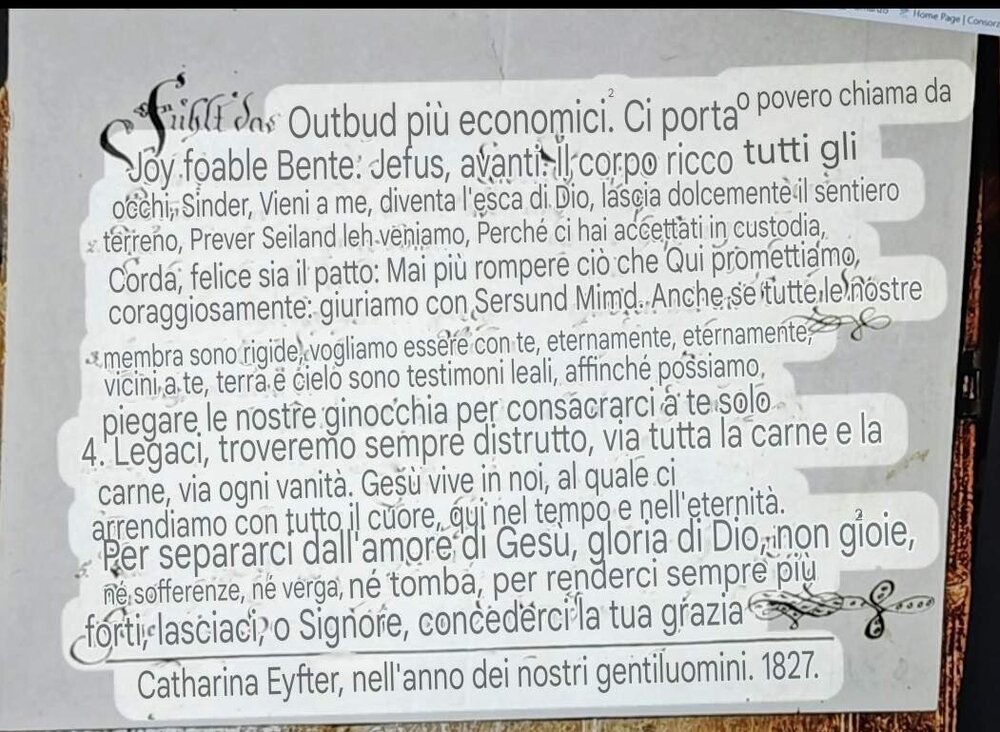 Home Page | Consorz
Fühlt das Outbud più economici.² Ci porta o povero chiama da
Joy foable Bente: Jefus, avanti! Il corpo ricco tutti gli
occhi, Sinder, Vieni a me, diventa l'esca di Dio, lascia dolcemente il sentiero
terreno, Prever Seiland leh veniamo, Perché ci hai accettati in custodia,
Corda, felice sia il patto: Mai più rompere ciò che Qui promettiamo,
coraggiosamente: giuriamo con Sersund Mimd. Anche se tutte le nostre
3. membra sono rigide, vogliamo essere con te, eternamente, eternamente,
vicini a te, terra e cielo sono testimoni leali, affinché possiamo,
piegare le nostre ginocchia per consacrarci a te solo
4. Legaci, troveremo sempre distrutto, via tutta la carne e la
carne, via ogni vanità. Gesù vive in noi, al quale ci
arrendiamo con tutto il cuore, qui nel tempo e nell'eternità.
5. Per separarci dall'amore di Gesù, gloria di Dio, non gioie,
né sofferenze, né verga, né tomba, per renderci sempre più
forti, lasciaci, o Signore, concederci la tua grazia
Catharina Eyfter, nell'anno dei nostri gentiluomini. 1827.